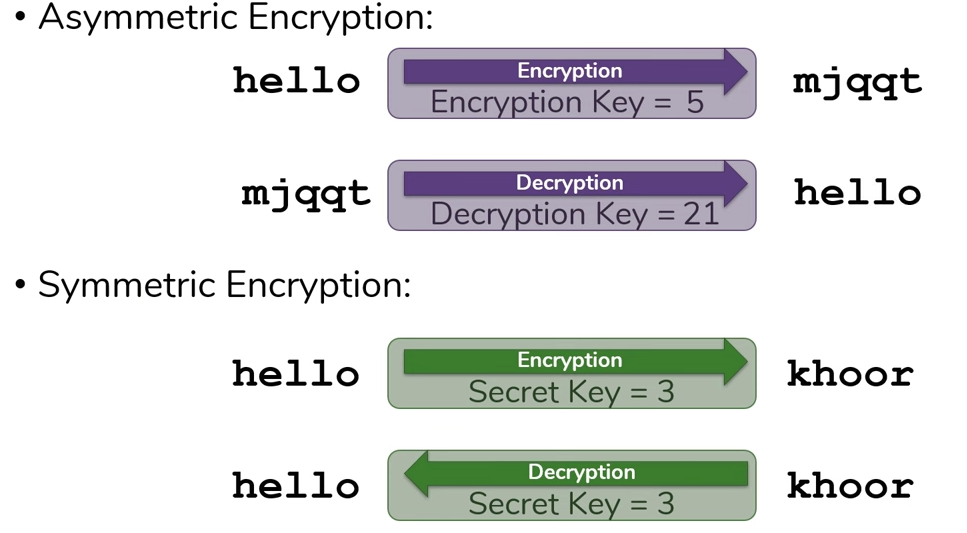 • Asymmetric Encryption:
hello Encryption mjqqt
Encryption Key = 5
mjqqt Decryption hello
Decryption Key = 21
• Symmetric Encryption:
hello Encryption khoor
Secret Key = 3
hello Decryption khoor
Secret Key = 3